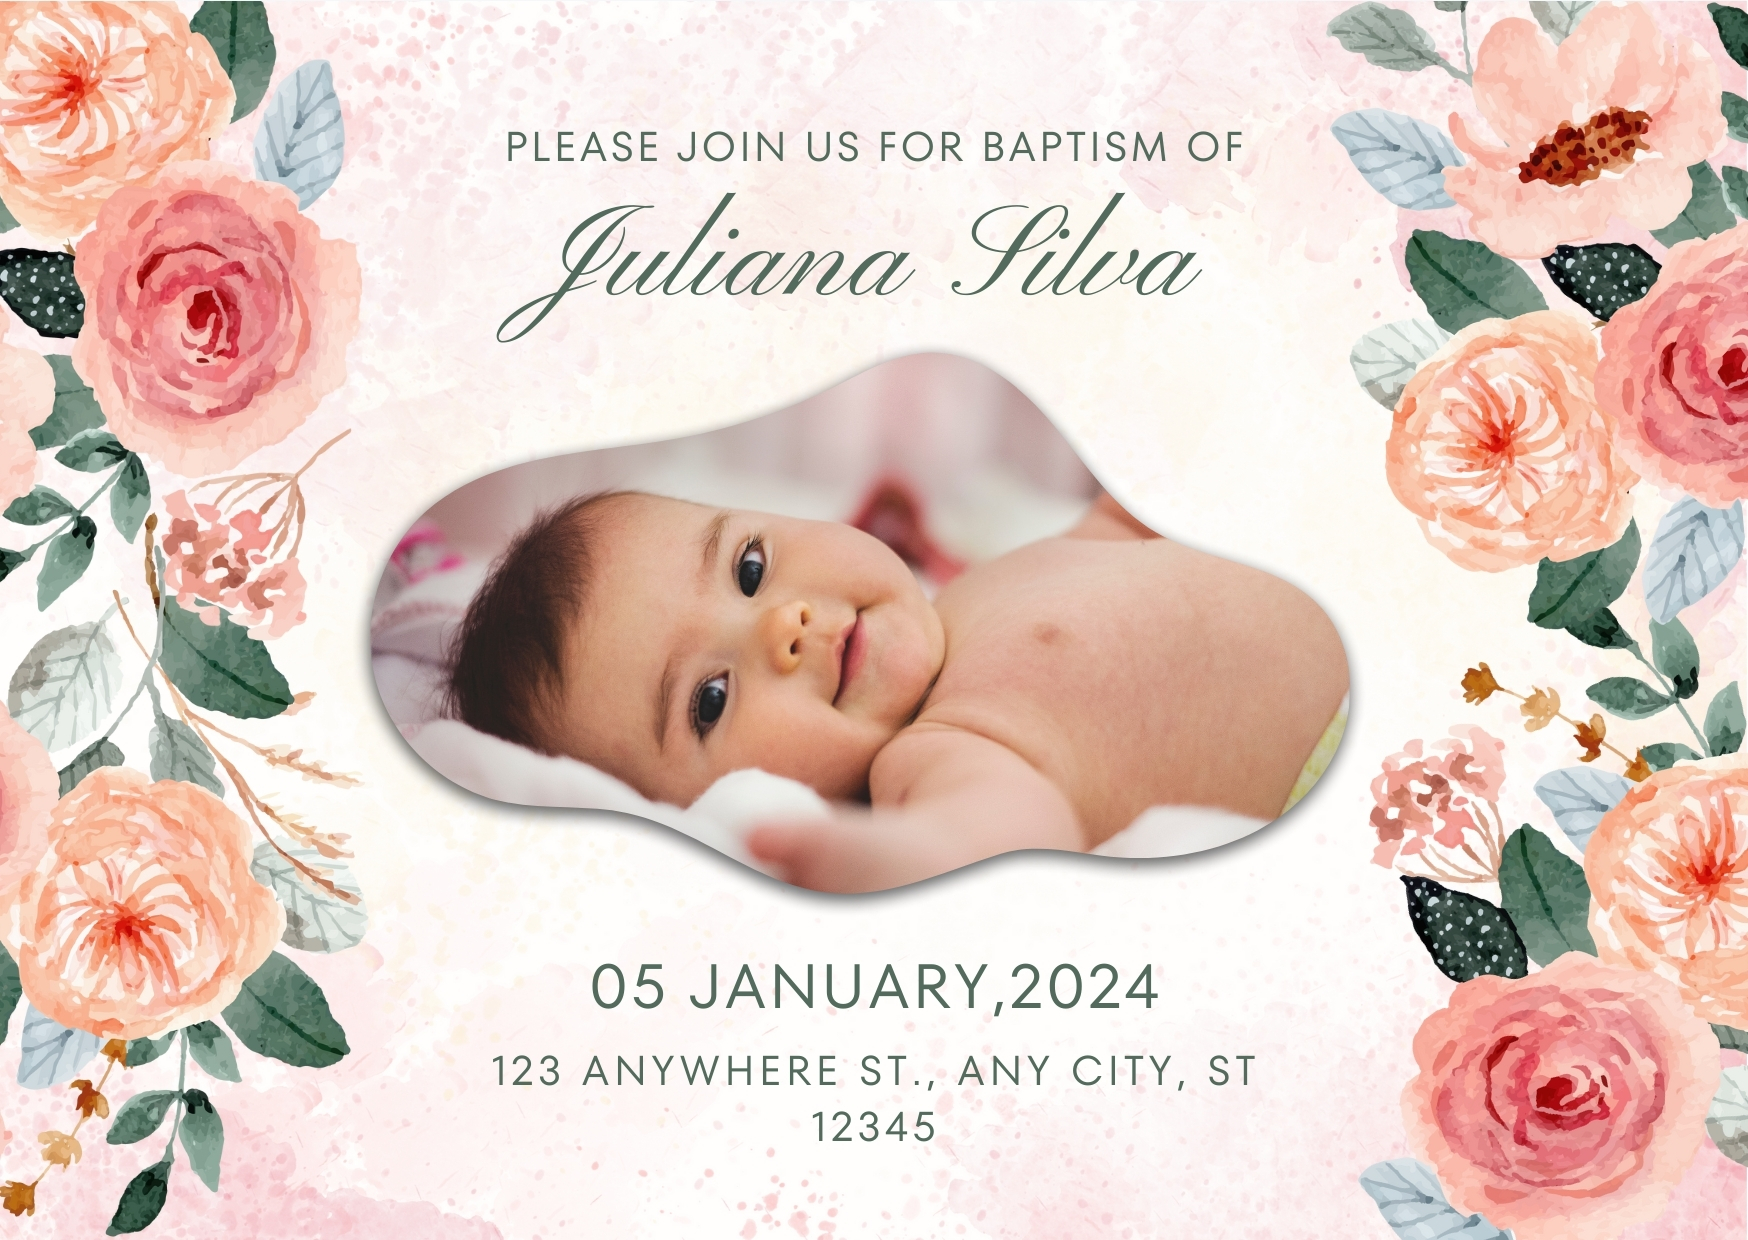 PLEASE JOIN US FOR BAPTISM OF
Juliana Silva
05 JANUARY,2024
123 ANYWHERE ST., ANY CITY, ST
12345